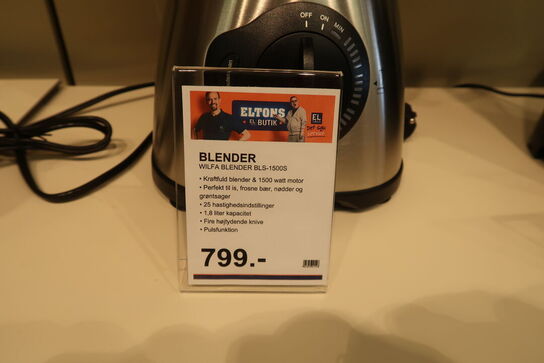 OFF ON MIN
ELTONS
EL BUTIK
EL
BLENDER
WILFA BLENDER BLS-1500S
• Kraftfuld blender & 1500 watt motor
• Perfekt til is, frosne bær, nødder og
grøntsager
• 25 hastighedsindstillinger
• 1,8 liter kapacitet
• Fire højtydende knive
• Pulsfunktion
799.-